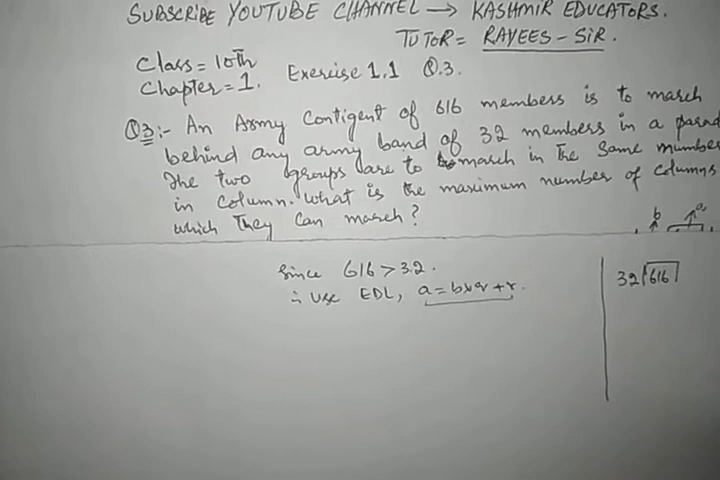 SUBSCRIBE YOUTUBE CHANNEL → KASHMIR EDUCATORS.
TUTOR = RAYEES - SIR.
Class = 10th
Chapter = 1. Exercise 1.1 Q.3.
Q3:- An Army Contigent of 616 members is to march
behind any army band of 32 members in a parad
The two groups are to march in the same number
in column. What is the maximum number of columns
which they can march?
b a
Since 616 > 32.
∴ Use EDL, a = b×q + r.
32 616